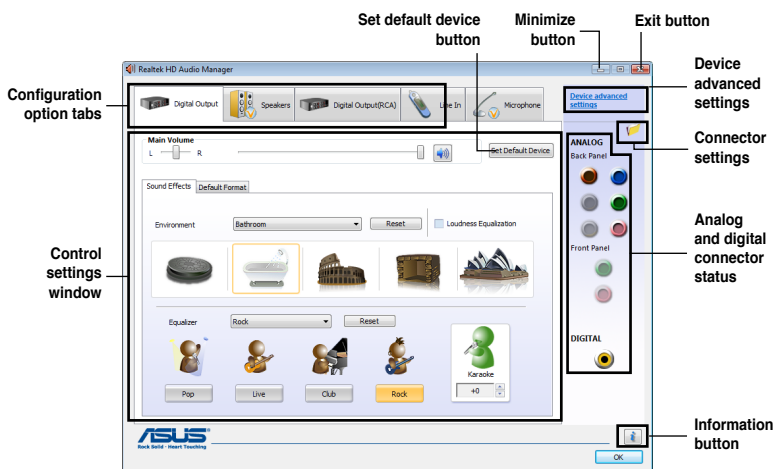 Set default device
button
Minimize
button
Exit button
Device
advanced
settings
Configuration
option tabs
Connector
settings
Analog
and digital
connector
status
Control
settings
window
Information
button
Realtek HD Audio Manager
Digital Output
Speakers
Digital Output(RCA)
Line In
Microphone
Device advanced
settings
Main Volume
L
R
Set Default Device
ANALOG
Back Panel
Sound Effects
Default Format
Environment
Bathroom
Reset
Loudness Equalization
Front Panel
Equalizer
Rock
Reset
DIGITAL
Karaoke
Pop
Live
Club
Rock
+0
ASUS
Rock Solid · Heart Touching
OK